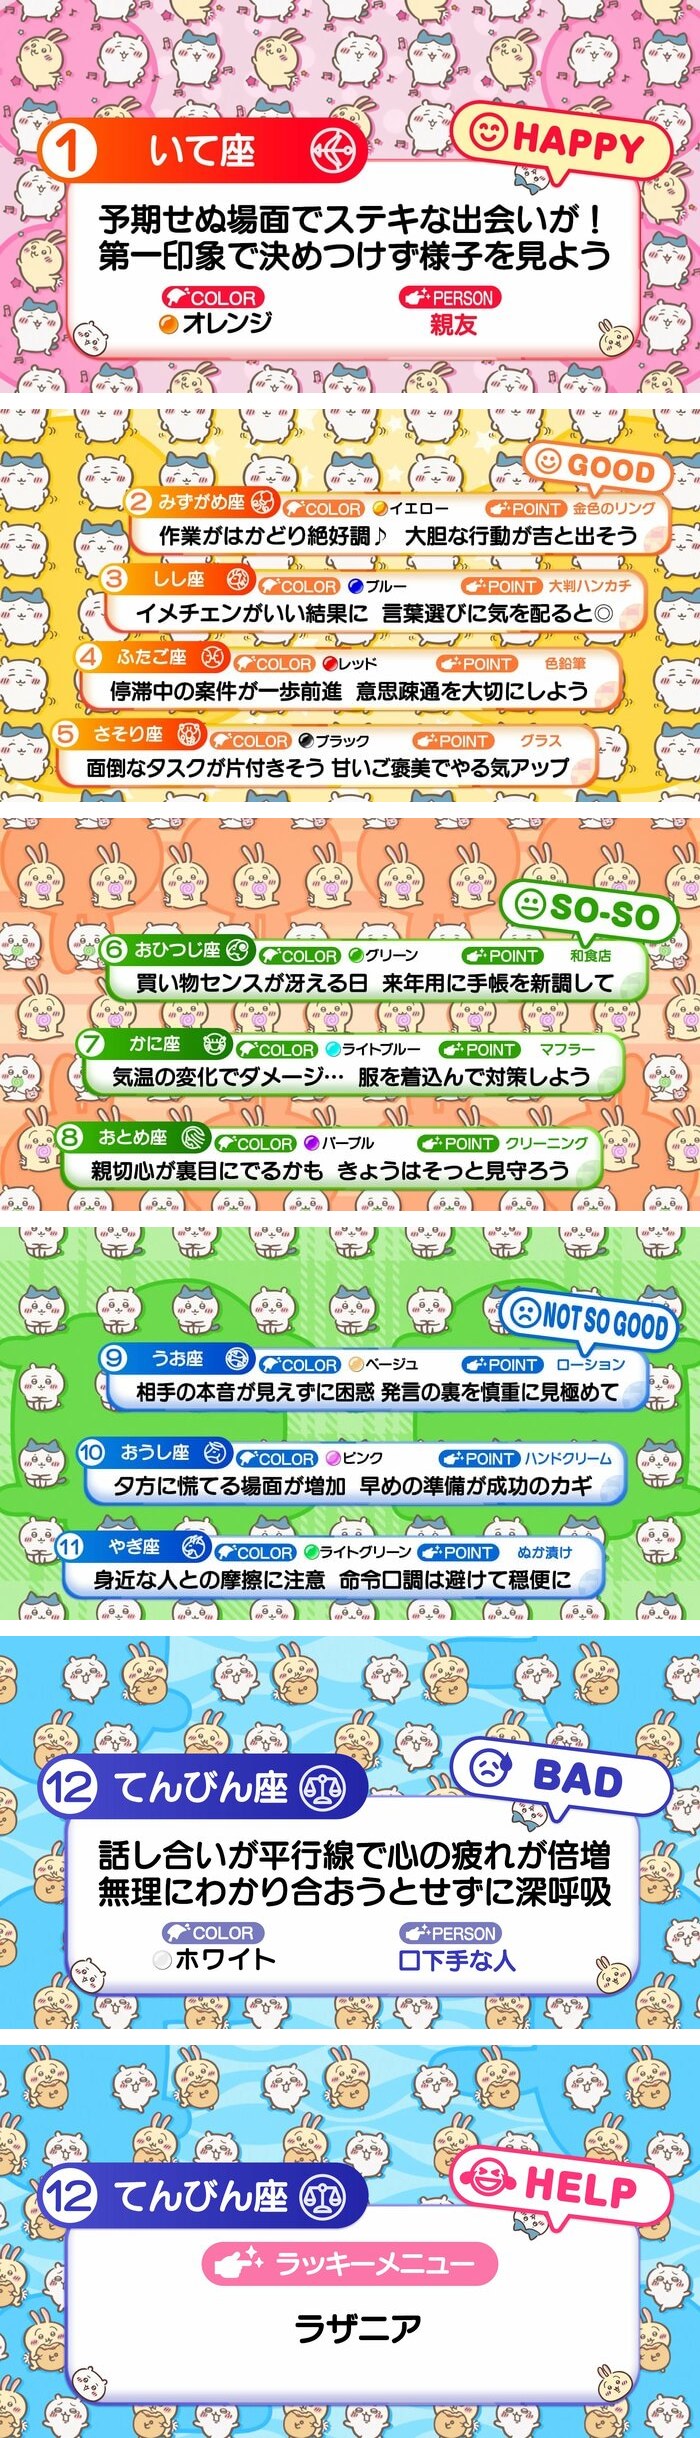 1 いて座 HAPPY
予期せぬ場面でステキな出会いが！
第一印象で決めつけず様子を見よう
COLOR PERSON
オレンジ 親友
GOOD
2 みずがめ座 COLOR イエロー POINT 金色のリング
作業がはかどり絶好調♪ 大胆な行動が吉と出そう
3 しし座 COLOR ブルー POINT 大判ハンカチ
イメチェンがいい結果に 言葉選びに気を配ると◎
4 ふたご座 COLOR レッド POINT 色鉛筆
停滞中の案件が一歩前進 意思疎通を大切にしよう
5 さそり座 COLOR ブラック POINT グラス
面倒なタスクが片付きそう 甘いご褒美でやる気アップ
SO-SO
6 おひつじ座 COLOR グリーン POINT 和食店
買い物センスが冴える日 来年用に手帳を新調して
7 かに座 COLOR ライトブルー POINT マフラー
気温の変化でダメージ… 服を着込んで対策しよう
8 おとめ座 COLOR パープル POINT クリーニング
親切心が裏目にでるかも きょうはそっと見守ろう
NOT SO GOOD
9 うお座 COLOR ベージュ POINT ローション
相手の本音が見えずに困惑 発言の裏を慎重に見極めて
10 おうし座 COLOR ピンク POINT ハンドクリーム
夕方に慌てる場面が増加 早めの準備が成功のカギ
11 やぎ座 COLOR ライトグリーン POINT ぬか漬け
身近な人との摩擦に注意 命令口調は避けて穏便に
12 てんびん座 BAD
話し合いが平行線で心の疲れが倍増
無理にわかり合おうとせずに深呼吸
COLOR PERSON
ホワイト 口下手な人
12 てんびん座 HELP
ラッキーメニュー
ラザニア